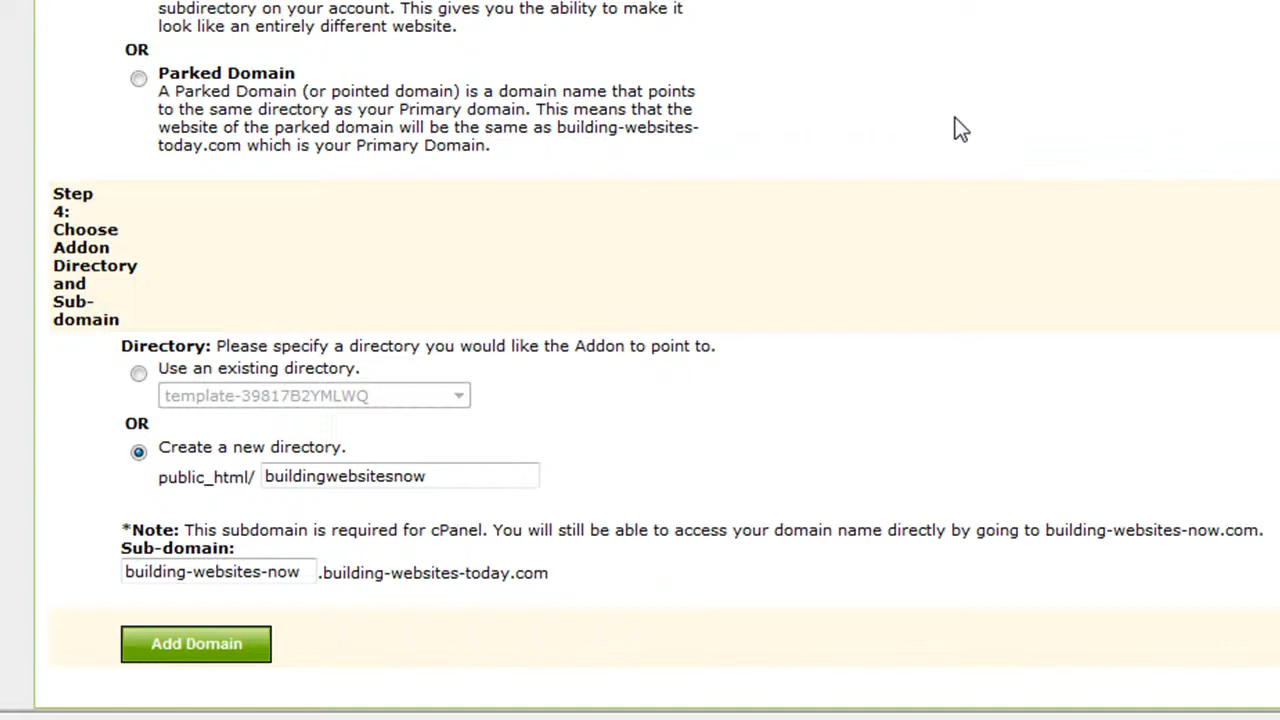 subdirectory on your account. This gives you the ability to make it
look like an entirely different website.
OR
Parked Domain
A Parked Domain (or pointed domain) is a domain name that points
to the same directory as your Primary domain. This means that the
website of the parked domain will be the same as building-websites-
today.com which is your Primary Domain.
Step
4:
Choose
Addon
Directory
and
Sub-
domain
Directory: Please specify a directory you would like the Addon to point to.
Use an existing directory.
template-39817B2YMLWQ
OR
Create a new directory.
public_html/ buildingwebsitesnow
*Note: This subdomain is required for cPanel. You will still be able to access your domain name directly by going to building-websites-now.com.
Sub-domain:
building-websites-now .building-websites-today.com
Add Domain